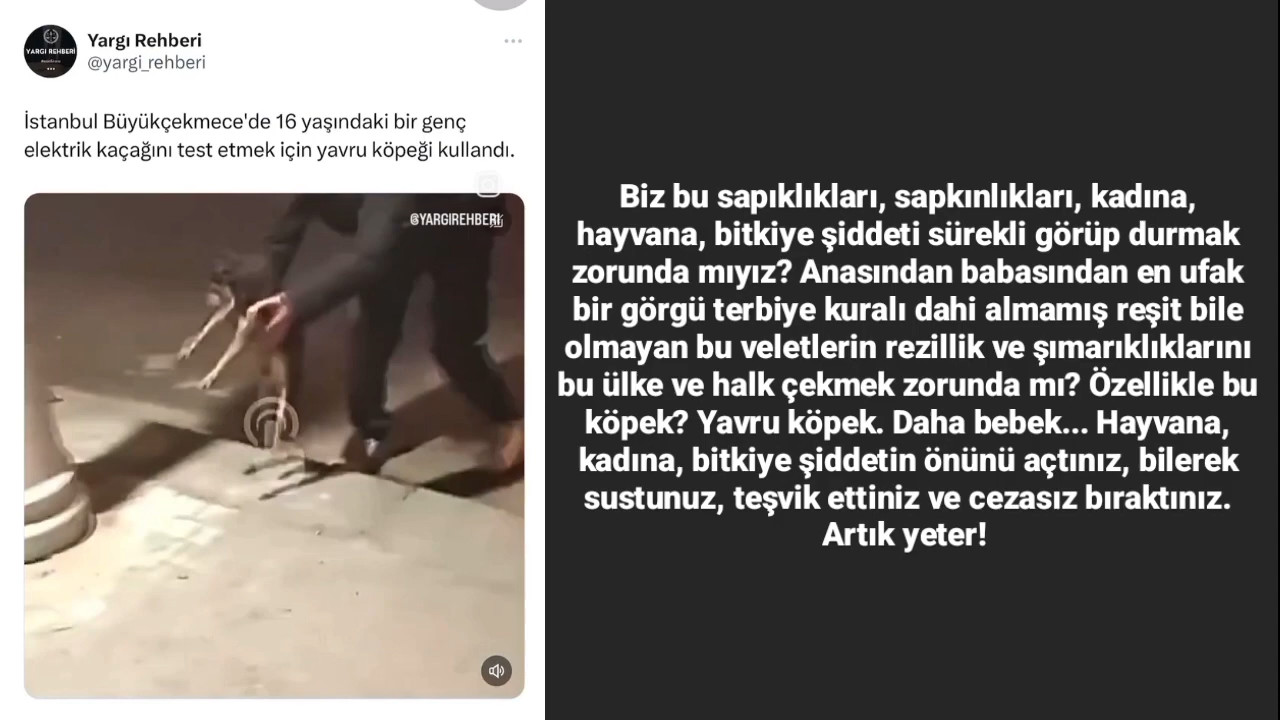 YARGI REHBERİ
Yargı Rehberi
@yargi_rehberi
İstanbul Büyükçekmece'de 16 yaşındaki bir genç
elektrik kaçağını test etmek için yavru köpeği kullandı.
@YARGIREHBERI
Biz bu sapıklıkları, sapkınlıkları, kadına,
hayvana, bitkiye şiddeti sürekli görüp durmak
zorunda mıyız? Anasından babasından en ufak
bir görgü terbiye kuralı dahi almamış reşit bile
olmayan bu veletlerin rezillik ve şımarıklıklarını
bu ülke ve halk çekmek zorunda mı? Özellikle bu
köpek? Yavru köpek. Daha bebek... Hayvana,
kadına, bitkiye şiddetin önünü açtınız, bilerek
sustunuz, teşvik ettiniz ve cezasız bıraktınız.
Artık yeter!